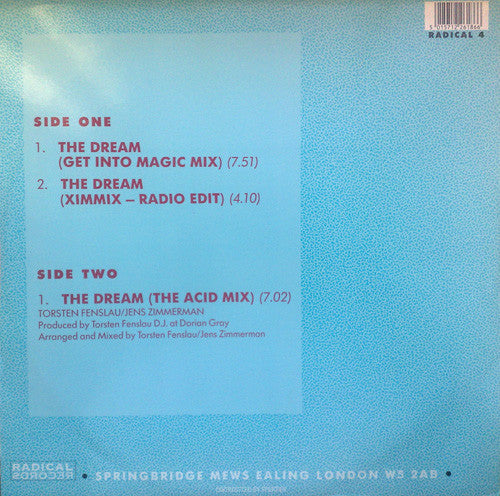 RADICAL 4
SIDE ONE
1. THE DREAM
(GET INTO MAGIC MIX) (7.51)
2. THE DREAM
(XIMMIX – RADIO EDIT) (4.10)
SIDE TWO
1. THE DREAM (THE ACID MIX) (7.02)
TORSTEN FENSLAU/JENS ZIMMERMAN
Produced by Torsten Fenslau D.J. at Dorian Gray
Arranged and Mixed by Torsten Fenslau/Jens Zimmerman
RADICAL
RECORDS
• SPRINGBRIDGE MEWS EALING LONDON W5 2AB •
DISTRIBUTED BY SPARTAN